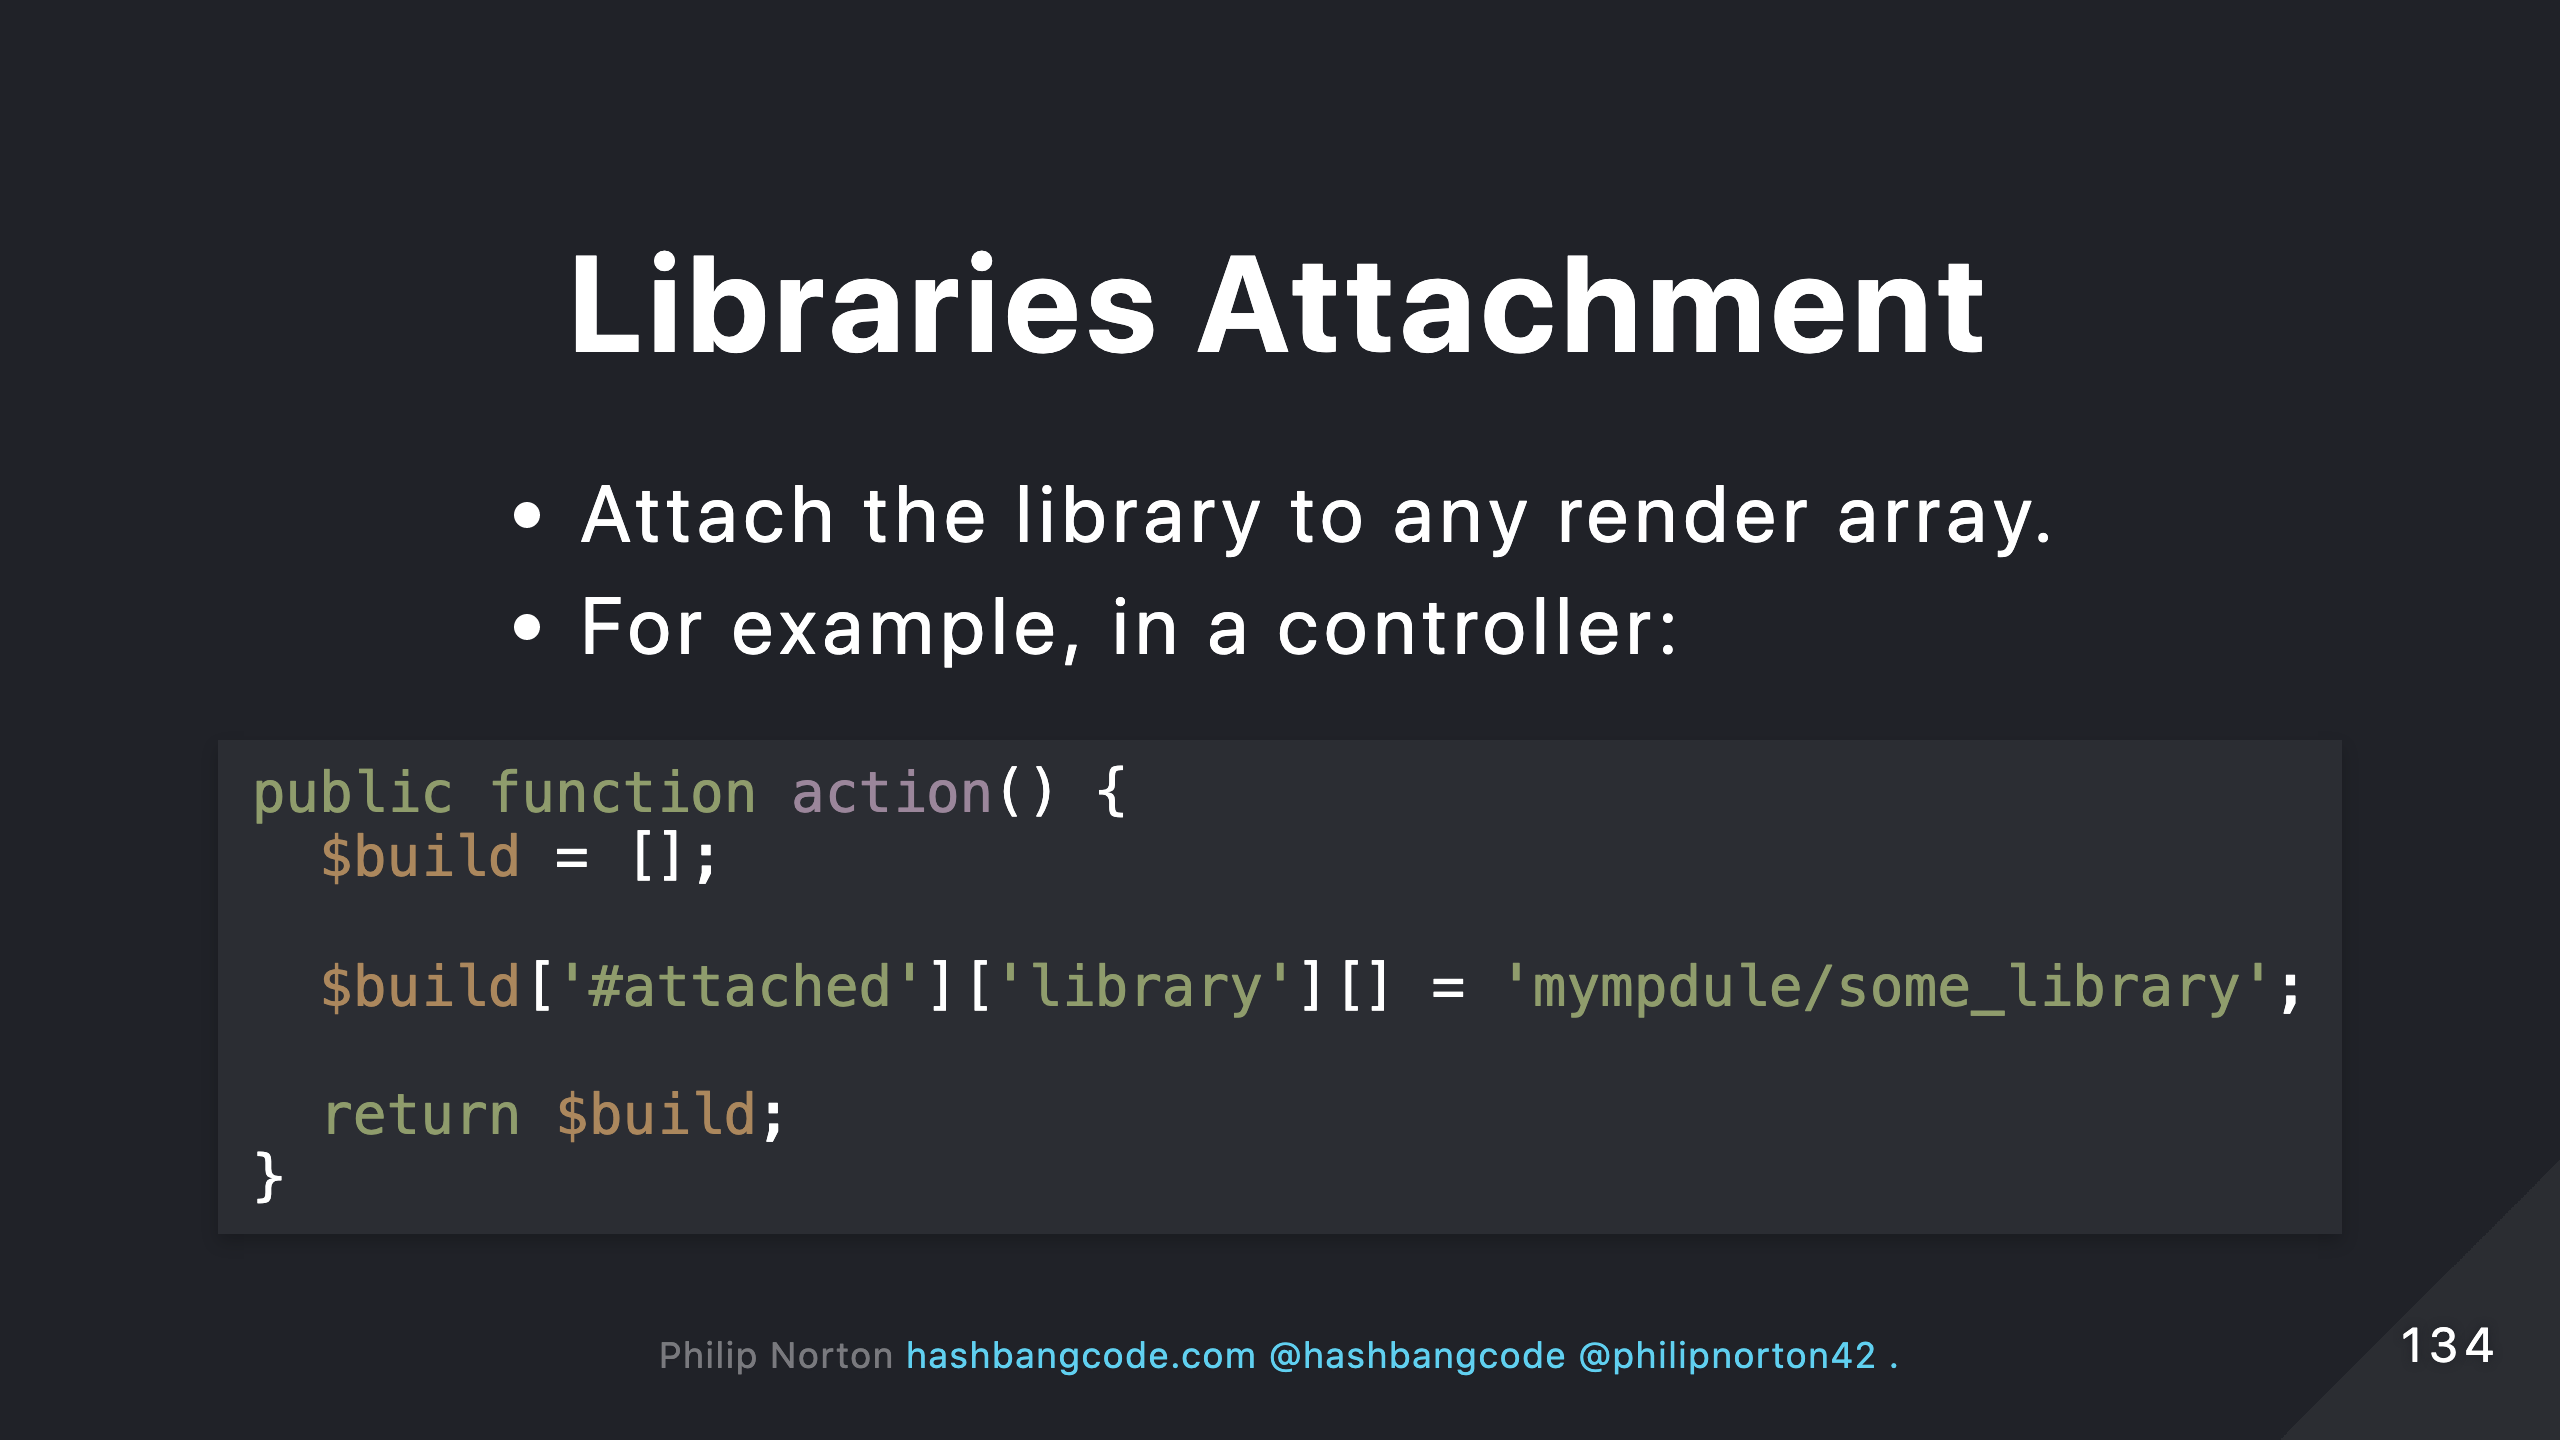 Libraries Attachment
• Attach the library to any render array.
• For example, in a controller:
public function action() {
  $build = [];
  $build['#attached']['library'][] = 'mympdule/some_library';
  return $build;
}
Philip Norton hashbangcode.com @hashbangcode @philipnorton42 .
134